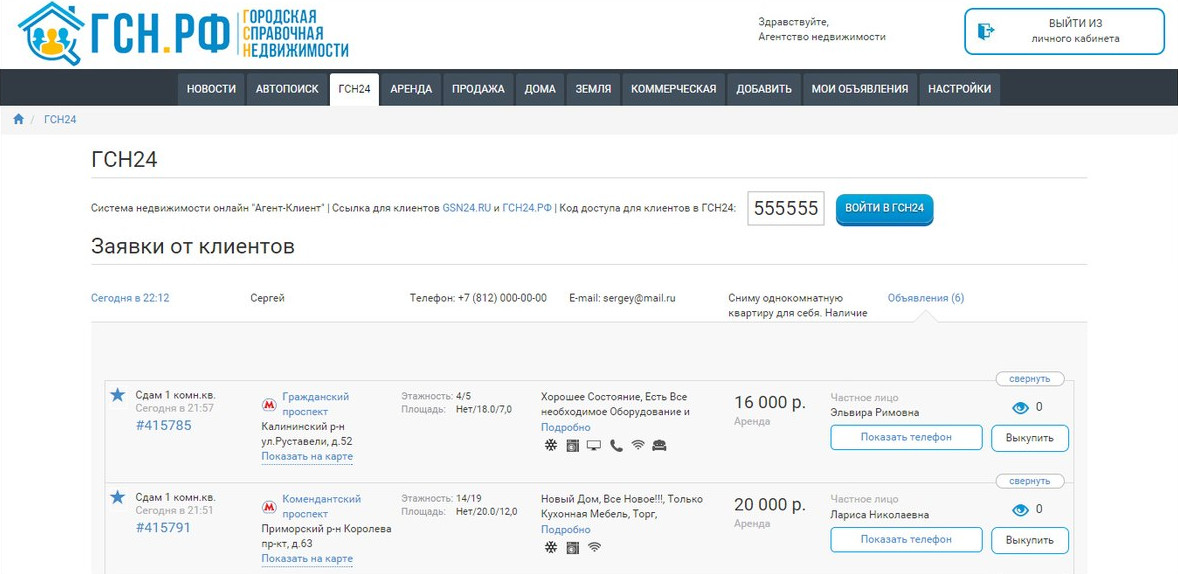 ГСН.РФ
ГОРОДСКАЯ
СПРАВОЧНАЯ
НЕДВИЖИМОСТИ
Здравствуйте,
Агентство недвижимости
ВЫЙТИ ИЗ
личного кабинета
НОВОСТИ АВТОПОИСК ГСН24 АРЕНДА ПРОДАЖА ДОМА ЗЕМЛЯ КОММЕРЧЕСКАЯ ДОБАВИТЬ МОИ ОБЪЯВЛЕНИЯ НАСТРОЙКИ
/ ГСН24
ГСН24
Система недвижимости онлайн "Агент-Клиент" | Ссылка для клиентов GSN24.RU и ГСН24.РФ | Код доступа для клиентов в ГСН24: 555555 ВОЙТИ В ГСН24
Заявки от клиентов
Сегодня в 22:12 Сергей Телефон: +7 (812) 000-00-00 E-mail: sergey@mail.ru Сниму однокомнатную Объявления (6)
квартиру для себя. Наличие
свернуть
Сдам 1 комн.кв.
Сегодня в 21:57
#415785
М Гражданский
проспект
Калининский р-н
ул.Руставели, д.52
Показать на карте
Этажность: 4/5
Площадь: Нет/18.0/7,0
Хорошее Состояние, Есть Все
необходимое Оборудование и
Подробно
16 000 р.
Аренда
Частное лицо
Эльвира Римовна
Показать телефон
0
Выкупить
свернуть
Сдам 1 комн.кв.
Сегодня в 21:51
#415791
М Комендантский
проспект
Приморский р-н Королева
пр-кт, д.63
Показать на карте
Этажность: 14/19
Площадь: Нет/20.0/12,0
Новый Дом, Все Новое!!!, Только
Кухонная Мебель, Торг,
Подробно
20 000 р.
Аренда
Частное лицо
Лариса Николаевна
Показать телефон
0
Выкупить